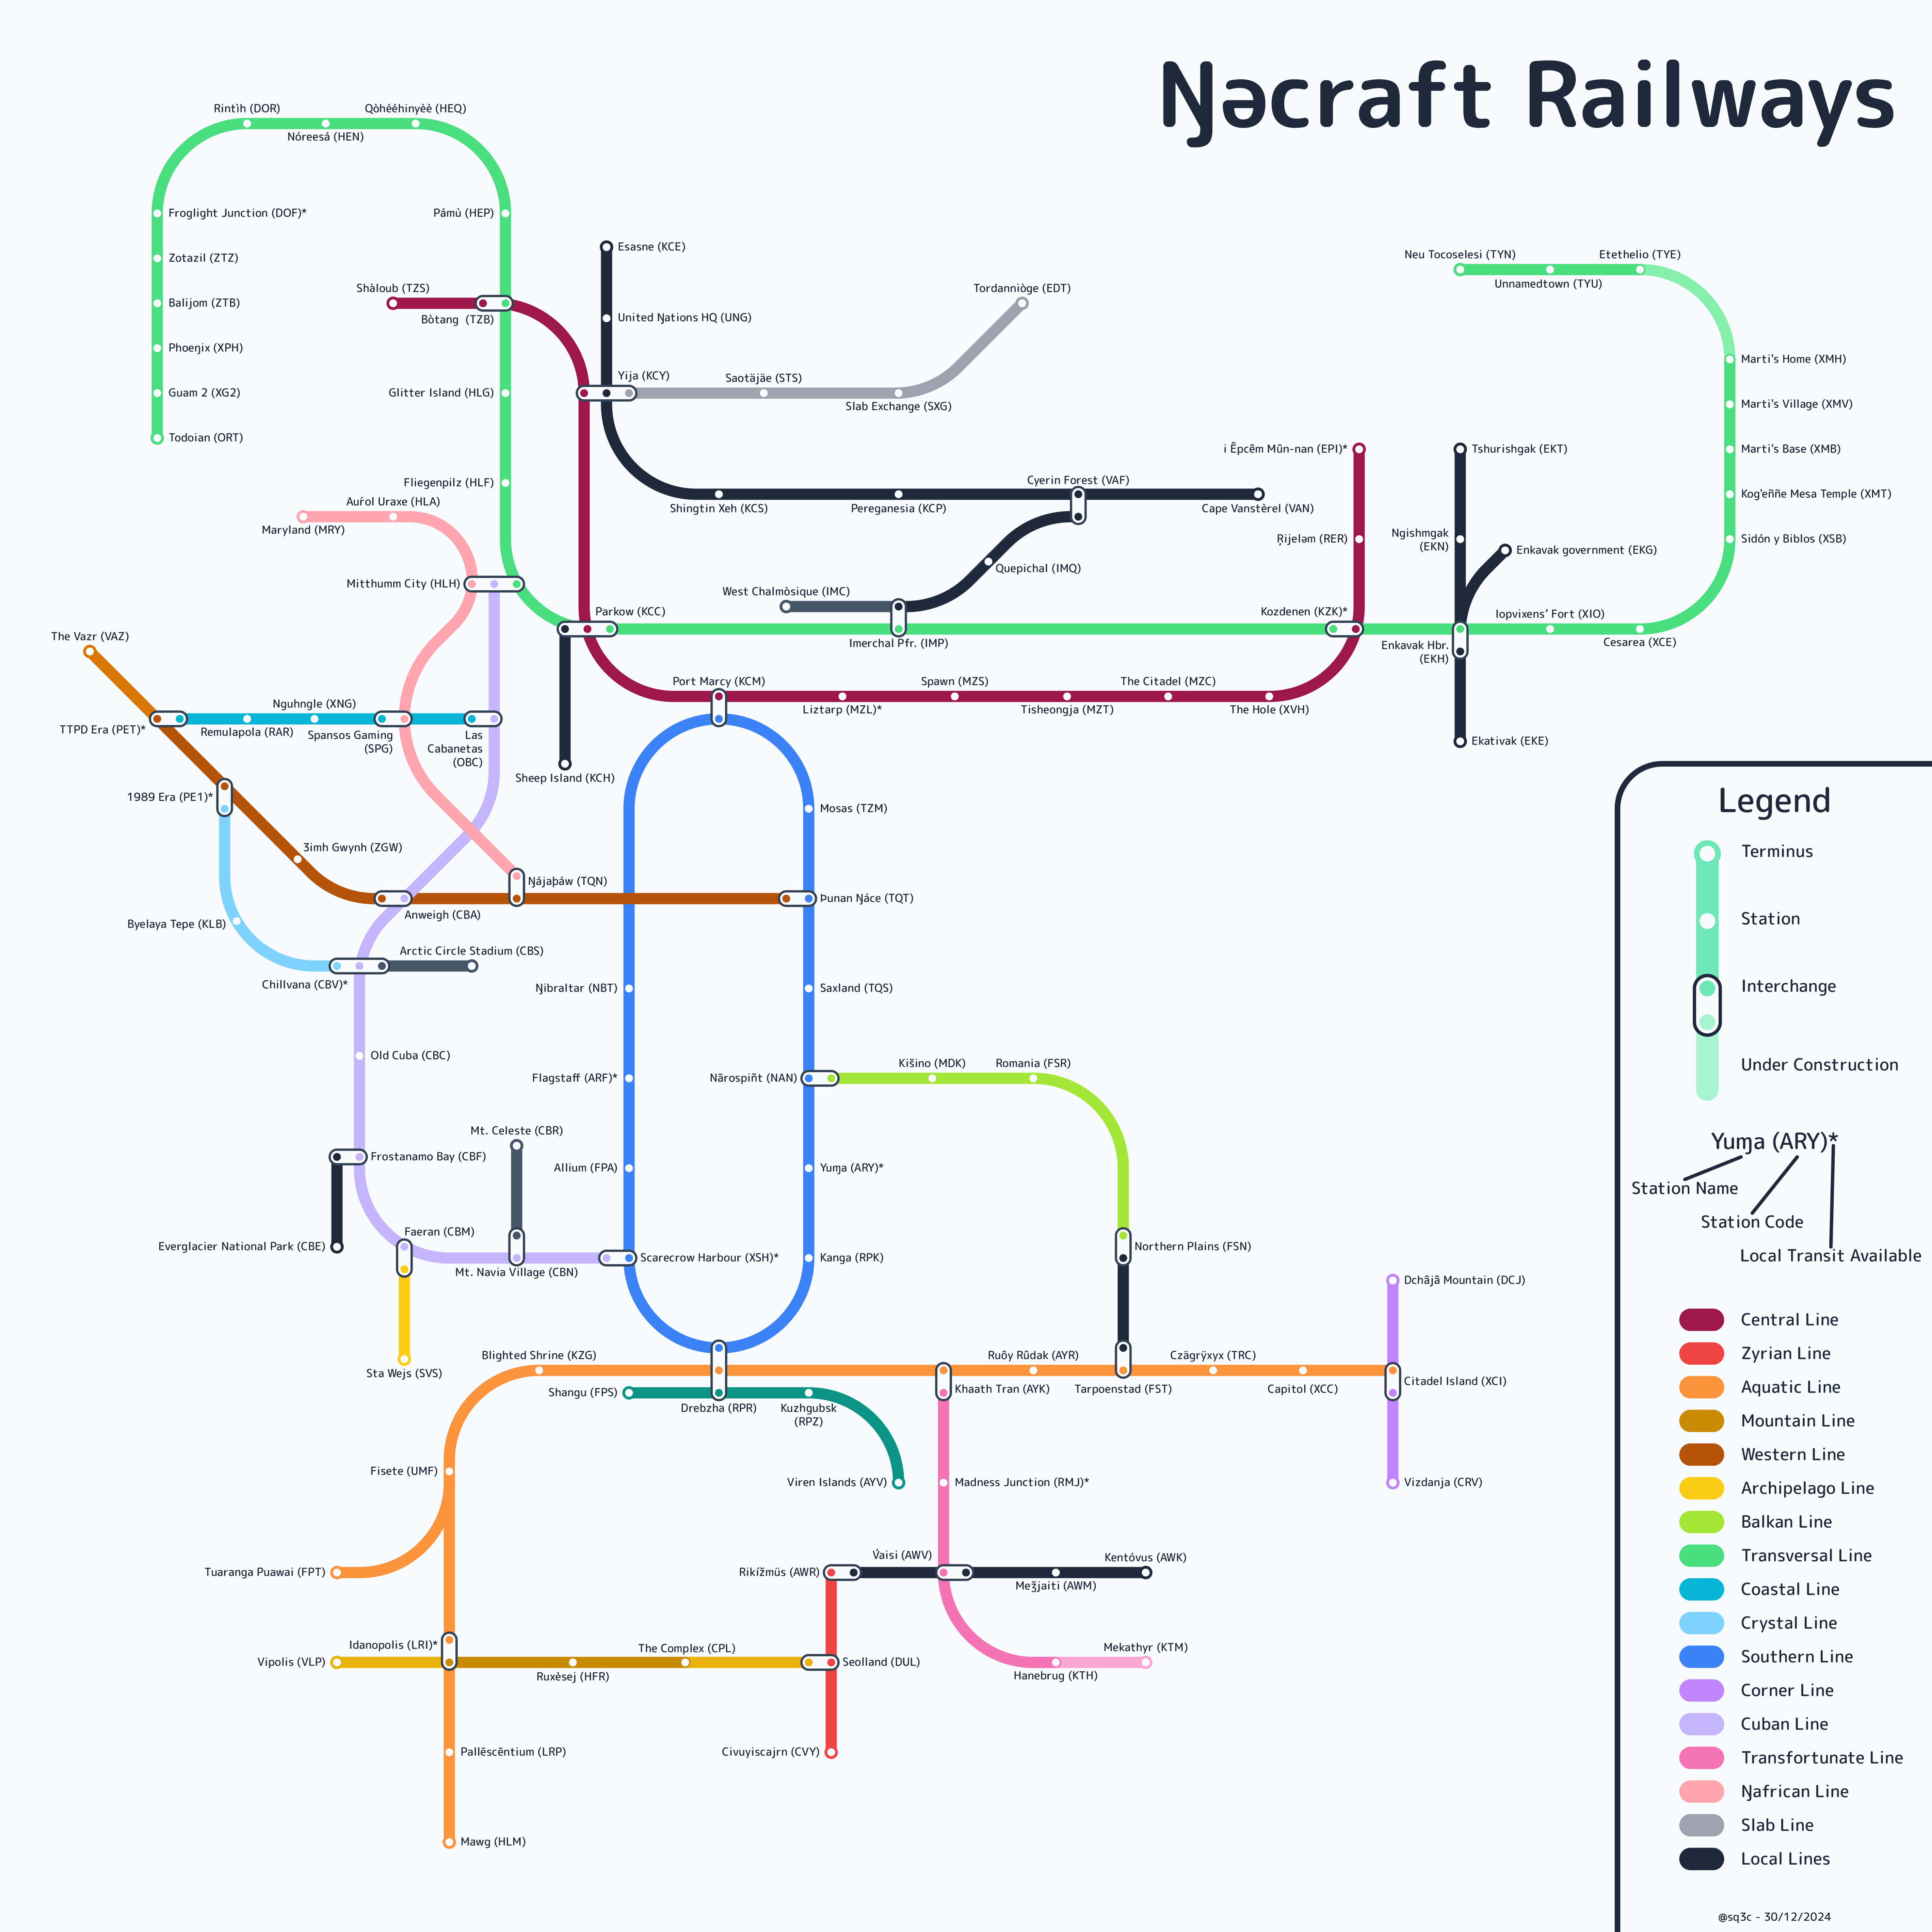 Ŋəcraft Railways
Rintìh (DOR)
Qòhééhinyèè (HEQ)
Nóreesá (HEN)
Froglight Junction (DOF)*
Pámù (HEP)
Zotazil (ZTZ)
Balijom (ZTB)
Phoeŋix (XPH)
Guam 2 (XG2)
Todoian (ORT)
Shàloub (TZS)
Bòtang (TZB)
Glitter Island (HLG)
Fliegenpilz (HLF)
Esasne (KCE)
United Ŋations HQ (UNG)
Yija (KCY)
Saotäjäe (STS)
Slab Exchange (SXG)
Tordanniòge (EDT)
Neu Tocoselesi (TYN)
Etethelio (TYE)
Unnamedtown (TYU)
Marti's Home (XMH)
Marti's Village (XMV)
Marti's Base (XMB)
Kog'eññe Mesa Temple (XMT)
Sidón y Biblos (XSB)
i Êpcêm Mûn-nan (EPI)*
Tshurishgak (EKT)
Cyerin Forest (VAF)
Shingtin Xeh (KCS)
Pereganesia (KCP)
Cape Vanstèrel (VAN)
Auŕol Uraxe (HLA)
Maryland (MRY)
Ŗijeləm (RER)
Ngishmgak
(EKN)
Enkavak government (EKG)
Quepichal (IMQ)
Mitthumm City (HLH)
West Chalmòsique (IMC)
Parkow (KCC)
Imerchal Pfr. (IMP)
Kozdenen (KZK)*
Iopvixens’ Fort (XIO)
Enkavak Hbr.
(EKH)
Cesarea (XCE)
The Vazr (VAZ)
Port Marcy (KCM)
Spawn (MZS)
The Citadel (MZC)
Liztarp (MZL)*
Tisheongja (MZT)
The Hole (XVH)
Nguhngle (XNG)
TTPD Era (PET)*
Remulapola (RAR)
Spansos Gaming
(SPG)
Las
Cabanetas
(OBC)
Ekativak (EKE)
Sheep Island (KCH)
1989 Era (PE1)*
Mosas (TZM)
3imh Gwynh (ZGW)
Ŋájaþáw (TQN)
Anweigh (CBA)
Þunan Ŋáce (TQT)
Byelaya Tepe (KLB)
Arctic Circle Stadium (CBS)
Chillvana (CBV)*
Ŋibraltar (NBT)
Saxland (TQS)
Old Cuba (CBC)
Flagstaff (ARF)*
Nārospiňt (NAN)
Kišino (MDK)
Romania (FSR)
Mt. Celeste (CBR)
Frostanamo Bay (CBF)
Allium (FPA)
Yuɱa (ARY)*
Faeran (CBM)
Everglacier National Park (CBE)
Mt. Navia Village (CBN)
Scarecrow Harbour (XSH)*
Kanga (RPK)
Northern Plains (FSN)
Dchâjâ Mountain (DCJ)
Sta Wejs (SVS)
Blighted Shrine (KZG)
Ruôy Rûdak (AYR)
Czägrÿxyx (TRC)
Shangu (FPS)
Drebzha (RPR)
Kuzhgubsk
(RPZ)
Khaath Tran (AYK)
Tarpoenstad (FST)
Capitol (XCC)
Citadel Island (XCI)
Fisete (UMF)
Viren Islands (AYV)
Madness Junction (RMJ)*
Vizdanja (CRV)
Tuaranga Puawai (FPT)
Rikížmüs (AWR)
V́aisi (AWV)
Kentóvus (AWK)
Meǯjaiti (AWM)
Idanopolis (LRI)*
Vipolis (VLP)
The Complex (CPL)
Ruxèsej (HFR)
Seolland (DUL)
Mekathyr (KTM)
Hanebrug (KTH)
Pallēscēntium (LRP)
Civuyiscajrn (CVY)
Mawg (HLM)
Legend
Terminus
Station
Interchange
Under Construction
Yuɱa (ARY)*
Station Name
Station Code
Local Transit Available
Central Line
Zyrian Line
Aquatic Line
Mountain Line
Western Line
Archipelago Line
Balkan Line
Transversal Line
Coastal Line
Crystal Line
Southern Line
Corner Line
Cuban Line
Transfortunate Line
Ŋafrican Line
Slab Line
Local Lines
@sq3c - 30/12/2024